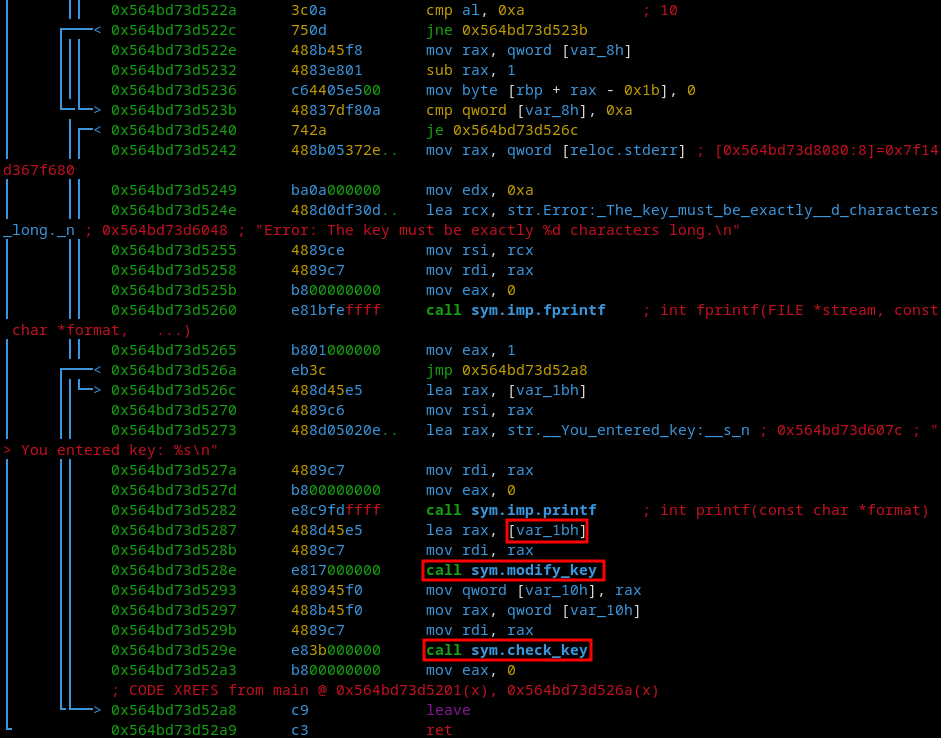 0x564bd73d522a 3c0a cmp al, 0xa ; 10
< 0x564bd73d522c 750d jne 0x564bd73d523b
0x564bd73d522e 488b45f8 mov rax, qword [var_8h]
0x564bd73d5232 4883e801 sub rax, 1
0x564bd73d5236 c64405e500 mov byte [rbp + rax - 0x1b], 0
> 0x564bd73d523b 48837df80a cmp qword [var_8h], 0xa
< 0x564bd73d5240 742a je 0x564bd73d526c
0x564bd73d5242 488b05372e.. mov rax, qword [reloc.stderr] ; [0x564bd73d8080:8]=0x7f14
d367f680
0x564bd73d5249 ba0a000000 mov edx, 0xa
0x564bd73d524e 488d0df30d.. lea rcx, str.Error:_The_key_must_be_exactly__d_characters
_long._n ; 0x564bd73d6048 ; "Error: The key must be exactly %d characters long.\n"
0x564bd73d5255 4889ce mov rsi, rcx
0x564bd73d5258 4889c7 mov rdi, rax
0x564bd73d525b b800000000 mov eax, 0
0x564bd73d5260 e81bfeffff call sym.imp.fprintf ; int fprintf(FILE *stream, const
char *format, ...)
0x564bd73d5265 b801000000 mov eax, 1
< 0x564bd73d526a eb3c jmp 0x564bd73d52a8
> 0x564bd73d526c 488d45e5 lea rax, [var_1bh]
0x564bd73d5270 4889c6 mov rsi, rax
0x564bd73d5273 488d05020e.. lea rax, str.__You_entered_key:__s_n ; 0x564bd73d607c ; "
> You entered key: %s\n"
0x564bd73d527a 4889c7 mov rdi, rax
0x564bd73d527d b800000000 mov eax, 0
0x564bd73d5282 e8c9fdffff call sym.imp.printf ; int printf(const char *format)
0x564bd73d5287 488d45e5 lea rax, [var_1bh]
0x564bd73d528b 4889c7 mov rdi, rax
0x564bd73d528e e817000000 call sym.modify_key
0x564bd73d5293 488945f0 mov qword [var_10h], rax
0x564bd73d5297 488b45f0 mov rax, qword [var_10h]
0x564bd73d529b 4889c7 mov rdi, rax
0x564bd73d529e e83b000000 call sym.check_key
0x564bd73d52a3 b800000000 mov eax, 0
; CODE XREFS from main @ 0x564bd73d5201(x), 0x564bd73d526a(x)
> 0x564bd73d52a8 c9 leave
0x564bd73d52a9 c3 ret